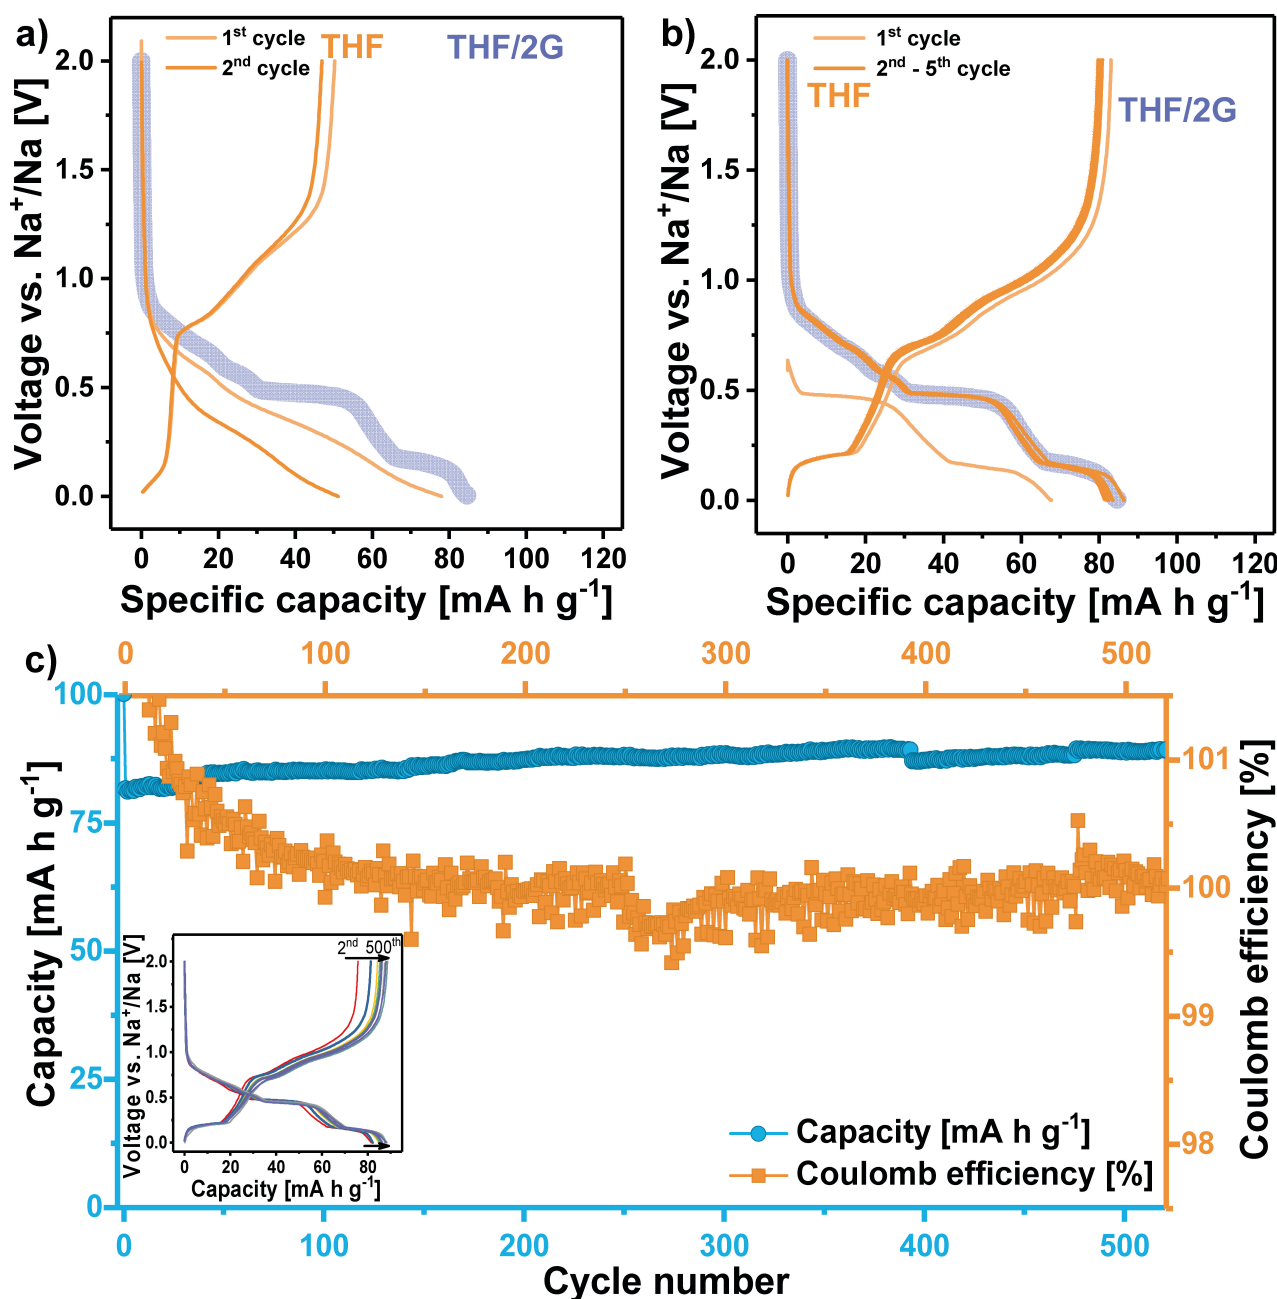 a)
1st cycle
2nd cycle
THF
THF/2G
2.0
1.5
1.0
0.5
0.0
Voltage vs. Na+/Na [V]
0 20 40 60 80 100 120
Specific capacity [mA h g-1]
b)
1st cycle
2nd - 5th cycle
THF
THF/2G
2.0
1.5
1.0
0.5
0.0
Voltage vs. Na+/Na [V]
0 20 40 60 80 100 120
Specific capacity [mA h g-1]
c)
0 100 200 300 400 500
100
75
50
25
0
Capacity [mA h g-1]
101
100
99
98
Coulomb efficiency [%]
2nd 500th
2.0
1.5
1.0
0.5
0.0
Voltage vs. Na+/Na [V]
0 20 40 60 80
Capacity [mA h g-1]
Capacity [mA h g-1]
Coulomb efficiency [%]
0 100 200 300 400 500
Cycle number